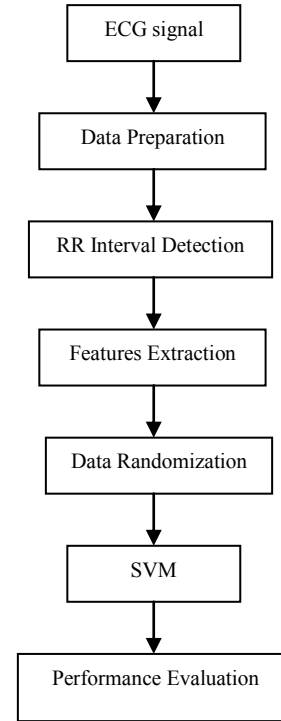 ECG signal
Data Preparation
RR Interval Detection
Features Extraction
Data Randomization
SVM
Performance Evaluation